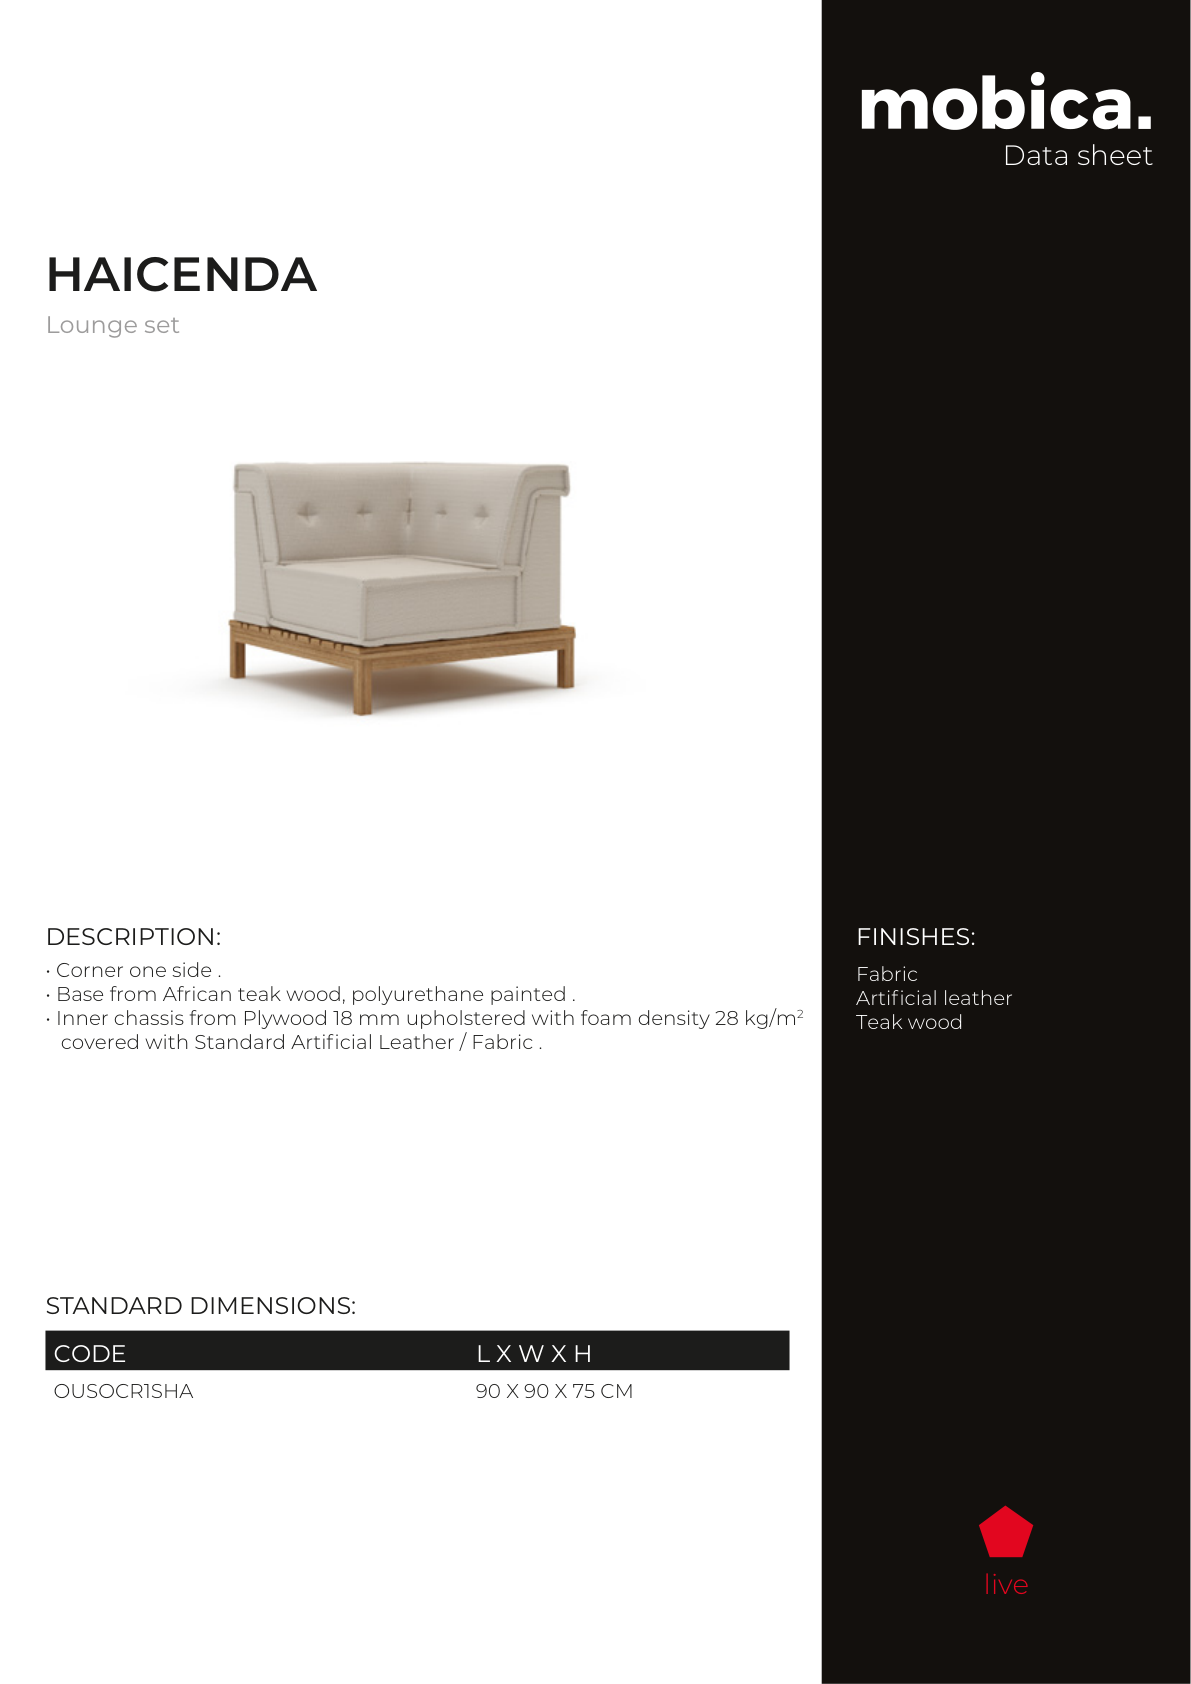 mobica.
Data sheet
HAICENDA
Lounge set
DESCRIPTION:
• Corner one side .
• Base from African teak wood, polyurethane painted .
• Inner chassis from Plywood 18 mm upholstered with foam density 28 kg/m²
covered with Standard Artificial Leather / Fabric .
FINISHES:
Fabric
Artificial leather
Teak wood
STANDARD DIMENSIONS:
CODE L X W X H
OUSOCR1SHA 90 X 90 X 75 CM
live